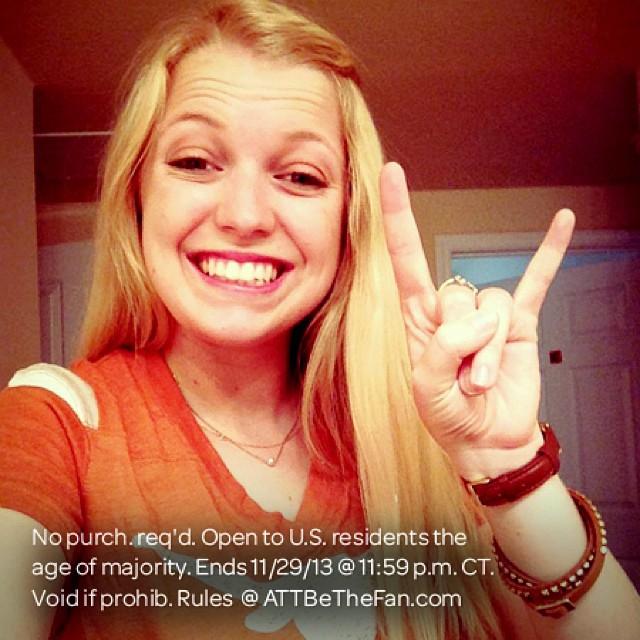 No purch. req'd. Open to U.S. residents the
age of majority. Ends 11/29/13 @ 11:59 p.m. CT.
Void if prohib. Rules @ ATTBeTheFan.com